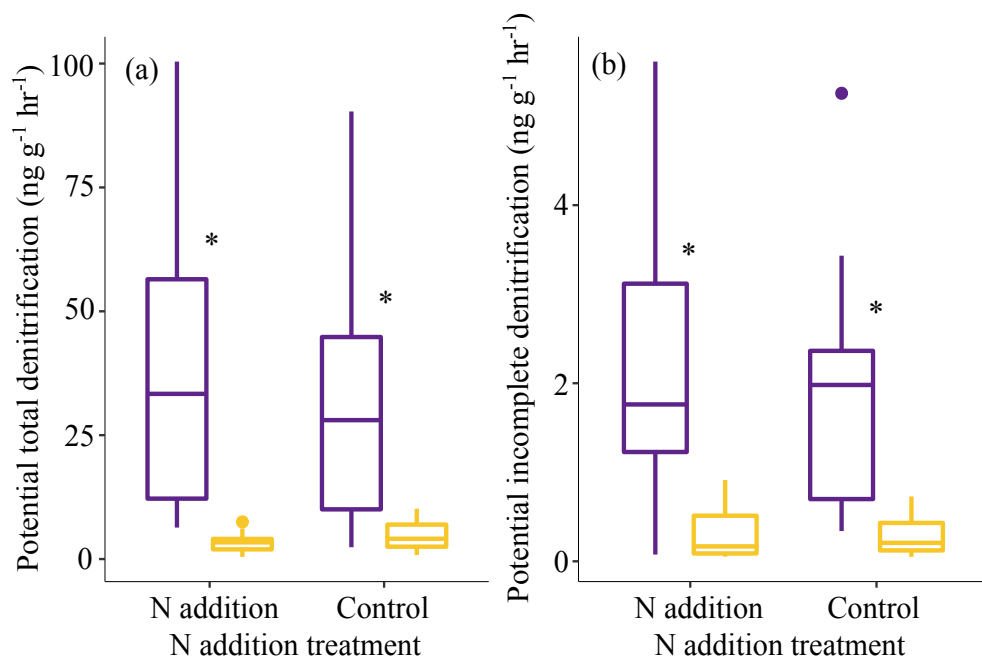 Potential total denitrification (ng g⁻¹ hr⁻¹)
(a)
100
75
50
25
0
*
*
N addition
Control
N addition treatment
Potential incomplete denitrification (ng g⁻¹ hr⁻¹)
(b)
4
2
0
*
*
N addition
Control
N addition treatment